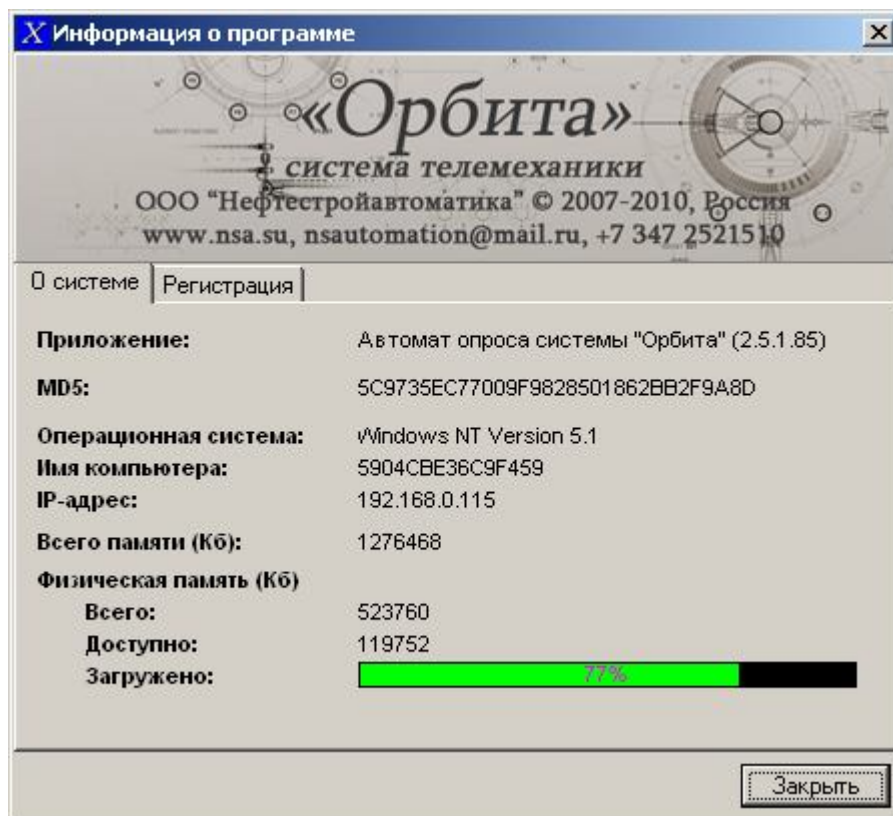 X Информация о программе
«Орбита»
система телемеханики
ООО "Нефтестройавтоматика" © 2007-2010, Россия
www.nsa.su, nsautomation@mail.ru, +7 347 2521510
О системе Регистрация
Приложение: Автомат опроса системы "Орбита" (2.5.1.85)
MD5: 5C9735EC77009F9828501862BB2F9A8D
Операционная система: Windows NT Version 5.1
Имя компьютера: 5904CBE36C9F459
IP-адрес: 192.168.0.115
Всего памяти (Кб): 1276468
Физическая память (Кб)
Всего: 523760
Доступно: 119752
Загружено: 77%
Закрыть